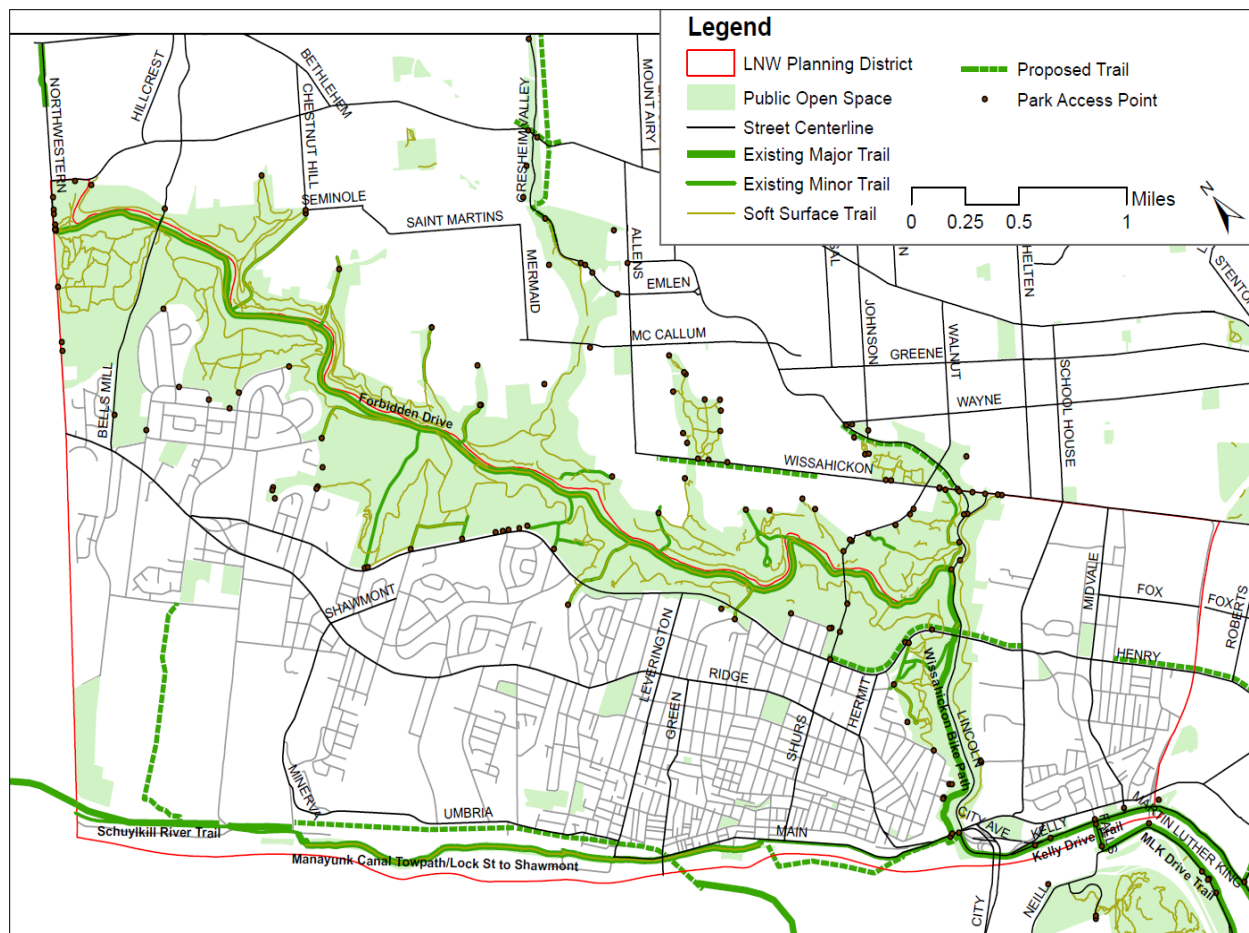 Legend
LNW Planning District
Public Open Space
Street Centerline
Existing Major Trail
Existing Minor Trail
Soft Surface Trail
Proposed Trail
Park Access Point
0 0.25 0.5 1 Miles
N
NORTHWESTERN
HILLCREST
BETHLEHEM
CHESTNUT HILL
CRESHEIM VALLEY
MOUNT AIRY
SEMINOLE
SAINT MARTINS
MERMAID
ALLENS
EMLEN
MC CALLUM
JOHNSON
WALNUT
GREENE
WAYNE
SCHOOL HOUSE
HELTEN
STENTO
SAL
N
BELLS MILL
Forbidden Drive
WISSAHICKON
SHAWMONT
LEVERINGTON
GREEN
RIDGE
SHURS
HERMIT
Wissahickon Bike Path
LINCOLN
MIDVALE
FOX
FOX
ROBERTS
HENRY
MINERVA
UMBRIA
MAIN
CITY AVE
KELLY
FALLS
MARTIN LUTHER KING
Schuylkill River Trail
Manayunk Canal Towpath/Lock St to Shawmont
Kelly Drive Trail
MLK Drive Trail
NEILL
CITY